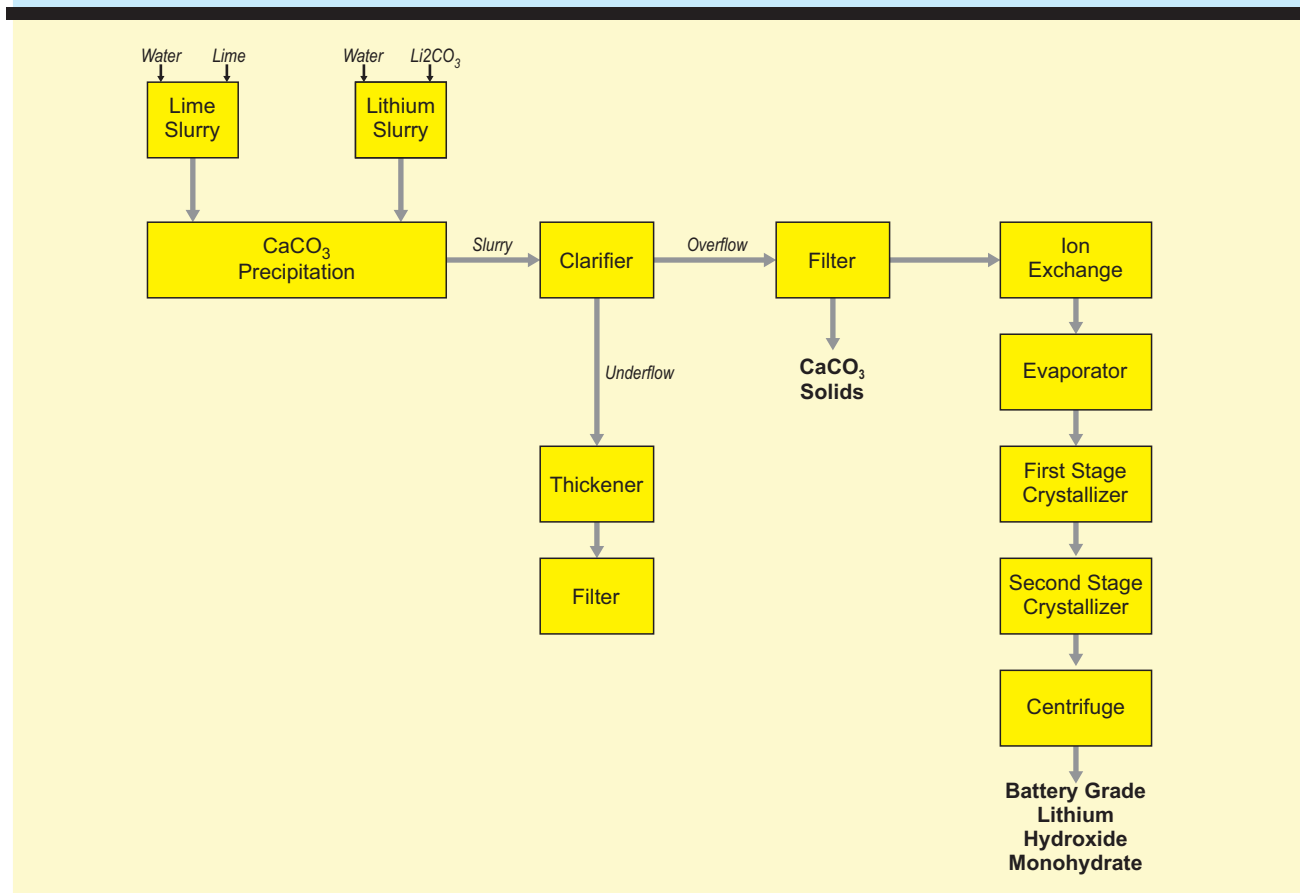 Water Lime Water Li2CO₃
Lime
Slurry
Lithium
Slurry
CaCO₃
Precipitation
Slurry
Clarifier
Overflow
Filter
Ion
Exchange
Underflow
CaCO₃
Solids
Evaporator
Thickener
First Stage
Crystallizer
Filter
Second Stage
Crystallizer
Centrifuge
Battery Grade
Lithium
Hydroxide
Monohydrate